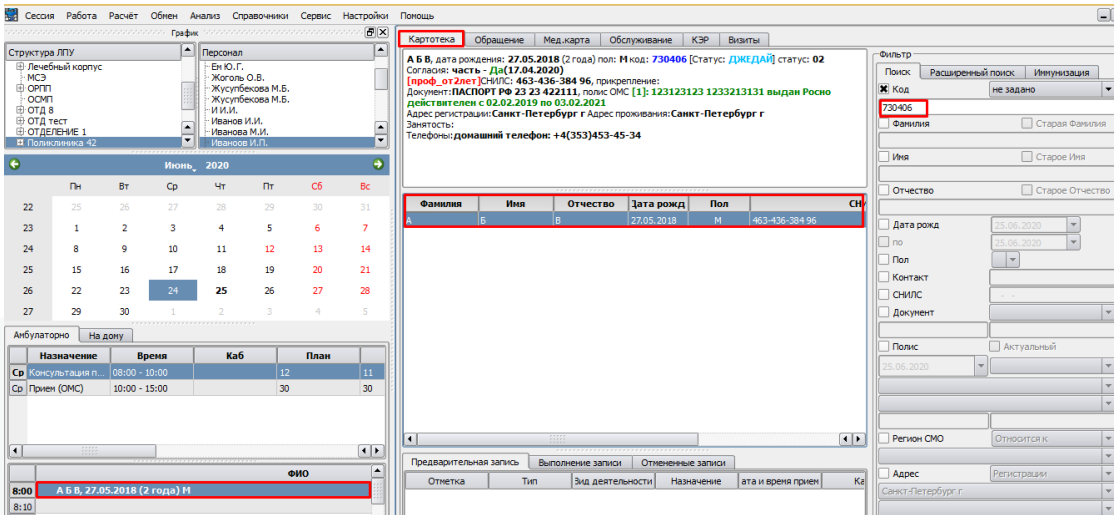 Сессия Работа Расчёт Обмен Анализ Справочники Сервис Настройки Помощь
График
Структура ЛПУ
Лечебный корпус
МСЭ
ОРПП
ОСМП
ОТД 8
ОТД тест
ОТДЕЛЕНИЕ 1
Поликлиника 42
Персонал
Ен Ю.Г.
Жоголь О.В.
Жусупбекова М.Б.
Жусупбекова М.Б.
И И.И.
Иванов И.И.
Иванова М.И.
Иваноов И.П.
Июнь, 2020
Пн Вт Ср Чт Пт Сб Вс
22 25 26 27 28 29 30 31
23 1 2 3 4 5 6 7
24 8 9 10 11 12 13 14
25 15 16 17 18 19 20 21
26 22 23 24 25 26 27 28
27 29 30 1 2 3 4 5
Амбулаторно На дому
Назначение Время Каб План
Ср Консультация п... 08:00 - 10:00 12 11
Ср Прием (ОМС) 10:00 - 15:00 30 30
ФИО
8:00 А Б В, 27.05.2018 (2 года) М
8:10
Картотека Обращение Мед.карта Обслуживание КЭР Визиты
А Б В, дата рождения: 27.05.2018 (2 года) пол: М код: 730406 [Статус: ДЖЕДАЙ] статус: 02
Согласия: часть - Да(17.04.2020)
[проф_от2лет]СНИЛС: 463-436-384 96, прикрепление:
Документ:ПАСПОРТ РФ 23 23 422111, полис ОМС [1]: 123123123 1233213131 выдан Росно
действителен с 02.02.2019 по 03.02.2021
Адрес регистрации:Санкт-Петербург г Адрес проживания:Санкт-Петербург г
Занятость:
Телефоны:домашний телефон: +4(353)453-45-34
Фамилия Имя Отчество Дата рожд Пол СН
А Б В 27.05.2018 М 463-436-384 96
Предварительная запись Выполнение записи Отмененные записи
Отметка Тип Вид деятельности Назначение ата и время прием Ка
Фильтр
Поиск Расширенный поиск Иммунизация
Код не задано
730406
Фамилия Старая Фамилия
Имя Старое Имя
Отчество Старое Отчество
Дата рожд 25.06.2020
по 25.06.2020
Пол
Контакт
СНИЛС - -
Документ
Полис Актуальный
25.06.2020
Регион СМО Относится к
Адрес Регистрации
Санкт-Петербург г